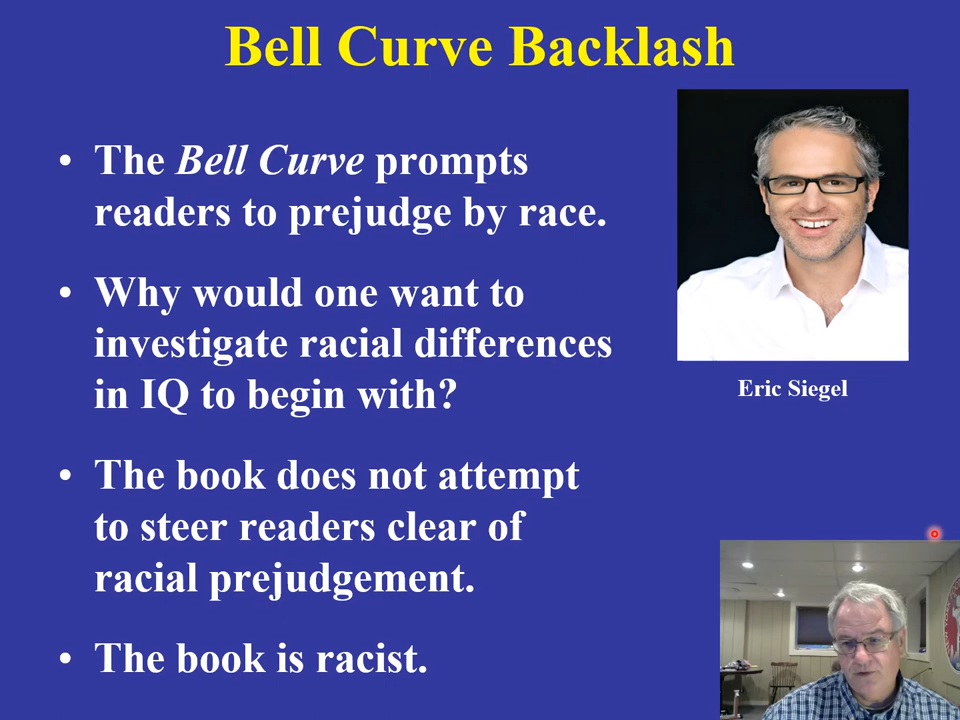 Bell Curve Backlash
• The Bell Curve prompts
readers to prejudge by race.
• Why would one want to
investigate racial differences
in IQ to begin with?
• The book does not attempt
to steer readers clear of
racial prejudgement.
• The book is racist.
Eric Siegel